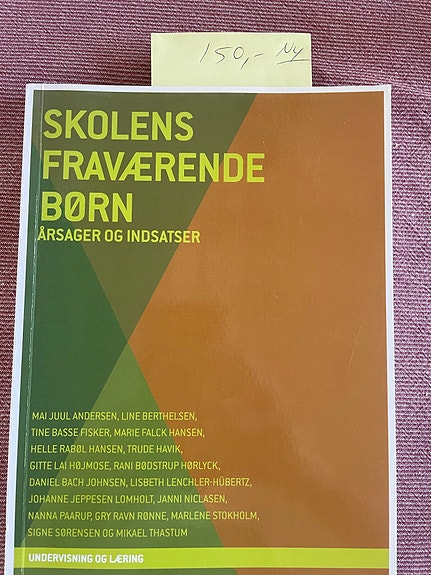 150,- Ny
SKOLENS
FRAVÆRENDE
BØRN
ÅRSAGER OG INDSATSER
MAI JUUL ANDERSEN, LINE BERTHELSEN,
TINE BASSE FISKER, MARIE FALCK HANSEN,
HELLE RABØL HANSEN, TRUDE HAVIK,
GITTE LAI HØJMOSE, RANI BØDSTRUP HØRLYCK,
DANIEL BACH JOHNSEN, LISBETH LENCHLER-HÜBERTZ,
JOHANNE JEPPESEN LOMHOLT, JANNI NICLASEN,
NANNA PAARUP, GRY RAVN RØNNE, MARLENE STOKHOLM,
SIGNE SØRENSEN OG MIKAEL THASTUM
UNDERVISNING OG LÆRING